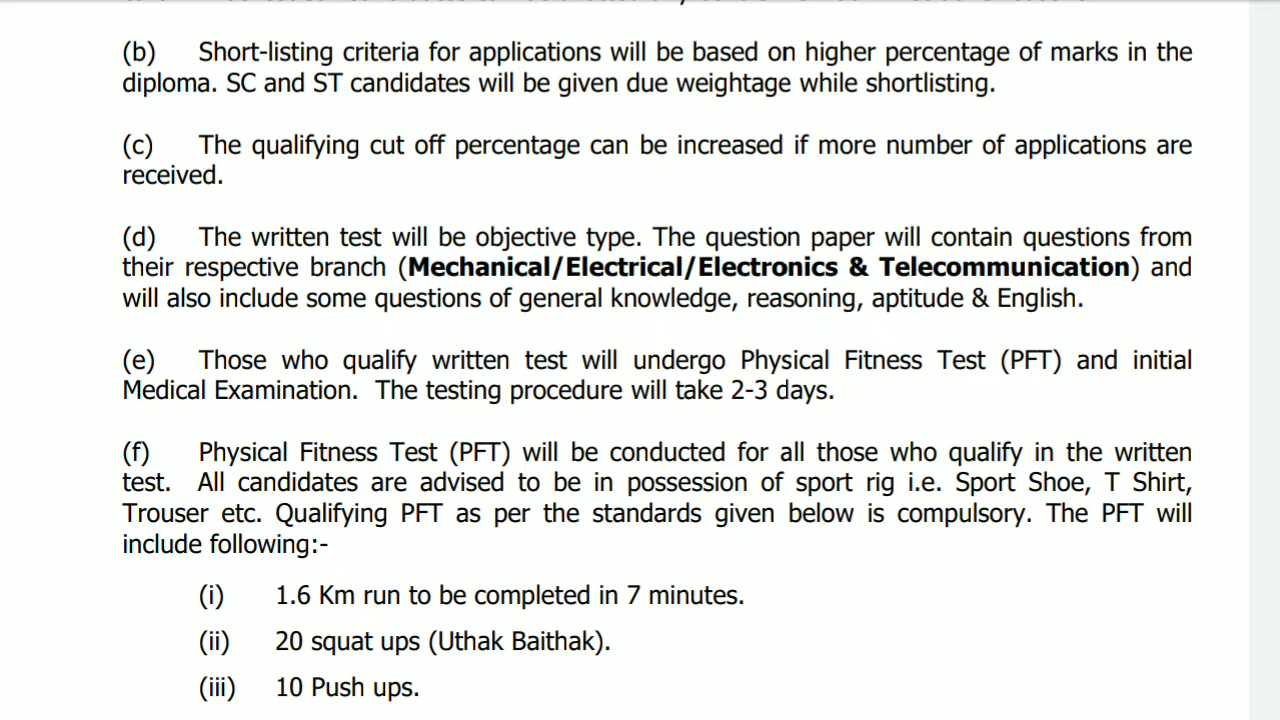 (b) Short-listing criteria for applications will be based on higher percentage of marks in the
diploma. SC and ST candidates will be given due weightage while shortlisting.
(c) The qualifying cut off percentage can be increased if more number of applications are
received.
(d) The written test will be objective type. The question paper will contain questions from
their respective branch (Mechanical/Electrical/Electronics & Telecommunication) and
will also include some questions of general knowledge, reasoning, aptitude & English.
(e) Those who qualify written test will undergo Physical Fitness Test (PFT) and initial
Medical Examination. The testing procedure will take 2-3 days.
(f) Physical Fitness Test (PFT) will be conducted for all those who qualify in the written
test. All candidates are advised to be in possession of sport rig i.e. Sport Shoe, T Shirt,
Trouser etc. Qualifying PFT as per the standards given below is compulsory. The PFT will
include following:-
(i) 1.6 Km run to be completed in 7 minutes.
(ii) 20 squat ups (Uthak Baithak).
(iii) 10 Push ups.